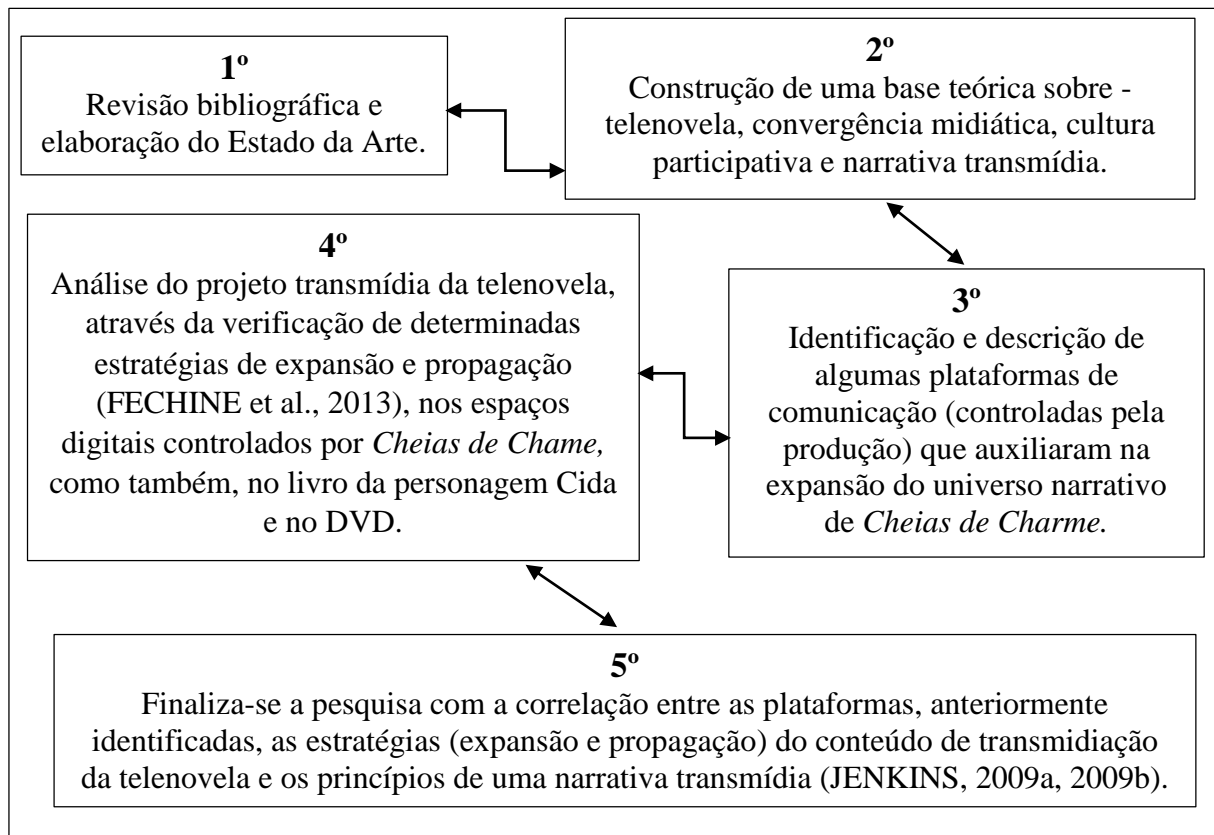 1º
Revisão bibliográfica e
elaboração do Estado da Arte.
2º
Construção de uma base teórica sobre -
telenovela, convergência midiática, cultura
participativa e narrativa transmídia.
3º
Identificação e descrição de
algumas plataformas de
comunicação (controladas pela
produção) que auxiliaram na
expansão do universo narrativo
de Cheias de Charme.
4º
Análise do projeto transmídia da telenovela,
através da verificação de determinadas
estratégias de expansão e propagação
(FECHINE et al., 2013), nos espaços
digitais controlados por Cheias de Chame,
como também, no livro da personagem Cida
e no DVD.
5º
Finaliza-se a pesquisa com a correlação entre as plataformas, anteriormente
identificadas, as estratégias (expansão e propagação) do conteúdo de transmidiação
da telenovela e os princípios de uma narrativa transmídia (JENKINS, 2009a, 2009b).